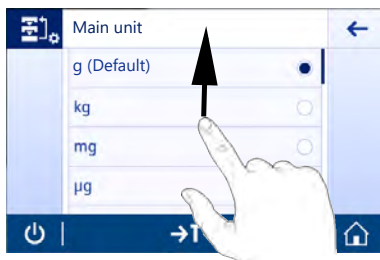 Main unit
g (Default)
kg
mg
µg
→T